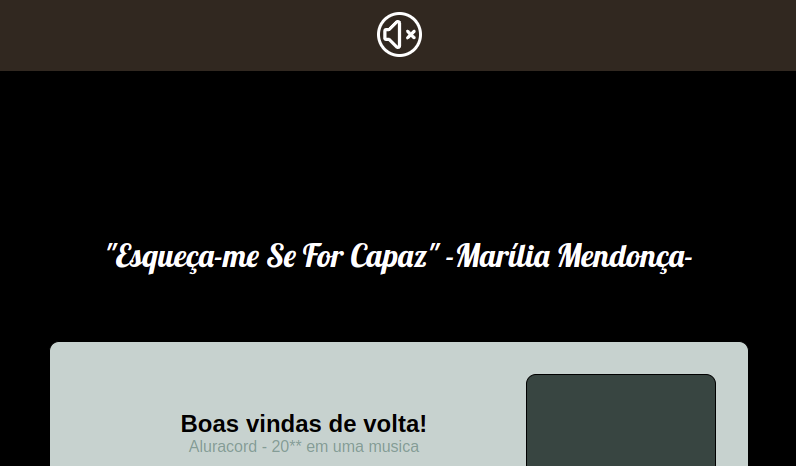 "Esqueça-me Se For Capaz" -Marília Mendonça-
Boas vindas de volta!
Aluracord - 20** em uma musica